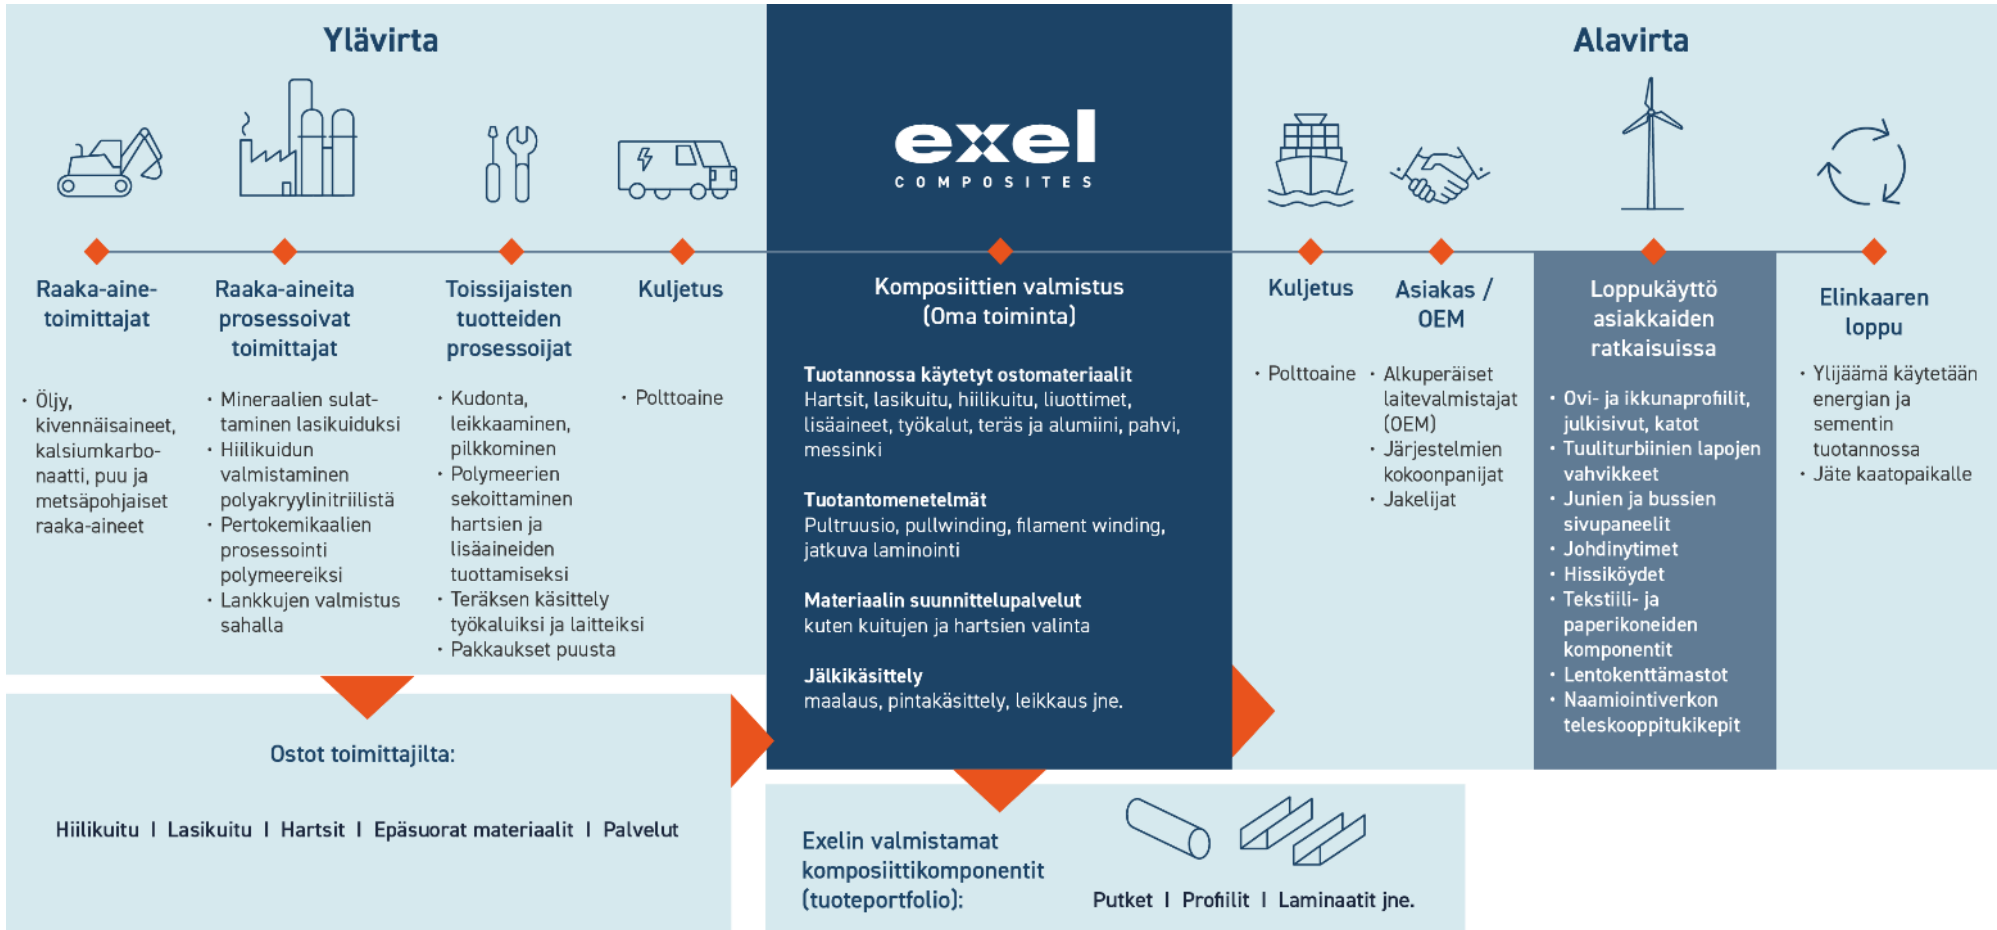 Ylävirta
Raaka-aine-
toimittajat
• Öljy,
kivennäisaineet,
kalsiumkarbo-
naatti, puu ja
metsäpohjaiset
raaka-aineet
Raaka-aineita
prosessoivat
toimittajat
• Mineraalien sulat-
taminen lasikuiduksi
• Hiilikuidun
valmistaminen
polyakryylinitriilistä
• Pertokemikaalien
prosessointi
polymeereiksi
• Lankkujen valmistus
sahalla
Toissijaisten
tuotteiden
prosessoijat
• Kudonta,
leikkaaminen,
pilkkominen
• Polymeerien
sekoittaminen
hartsien ja
lisäaineiden
tuottamiseksi
• Teräksen käsittely
työkaluiksi ja laitteiksi
• Pakkaukset puusta
Kuljetus
• Polttoaine
Ostot toimittajilta:
Hiilikuitu I Lasikuitu I Hartsit I Epäsuorat materiaalit I Palvelut
exel
COMPOSITES
Komposiittien valmistus
(Oma toiminta)
Tuotannossa käytetyt ostomateriaalit
Hartsit, lasikuitu, hiilikuitu, liuottimet,
lisäaineet, työkalut, teräs ja alumiini, pahvi,
messinki
Tuotantomenetelmät
Pultruusio, pullwinding, filament winding,
jatkuva laminointi
Materiaalin suunnittelupalvelut
kuten kuitujen ja hartsien valinta
Jälkikäsittely
maalaus, pintakäsittely, leikkaus jne.
Exelin valmistamat
komposiittikomponentit
(tuoteportfolio):
Putket I Profiilit I Laminaatit jne.
Alavirta
Kuljetus
• Polttoaine
Asiakas /
OEM
• Alkuperäiset
laitevalmistajat
(OEM)
• Järjestelmien
kokoonpanijat
• Jakelijat
Loppukäyttö
asiakkaiden
ratkaisuissa
• Ovi- ja ikkunaprofiilit,
julkisivut, katot
• Tuuliturbiinien lapojen
vahvikkeet
• Junien ja bussien
sivupaneelit
• Johdinytimet
• Hissiköydet
• Tekstiili- ja
paperikoneiden
komponentit
• Lentokenttämastot
• Naamiointiverkon
teleskooppitukikepit
Elinkaaren
loppu
• Ylijäämä käytetään
energian ja
sementin
tuotannossa
• Jäte kaatopaikalle